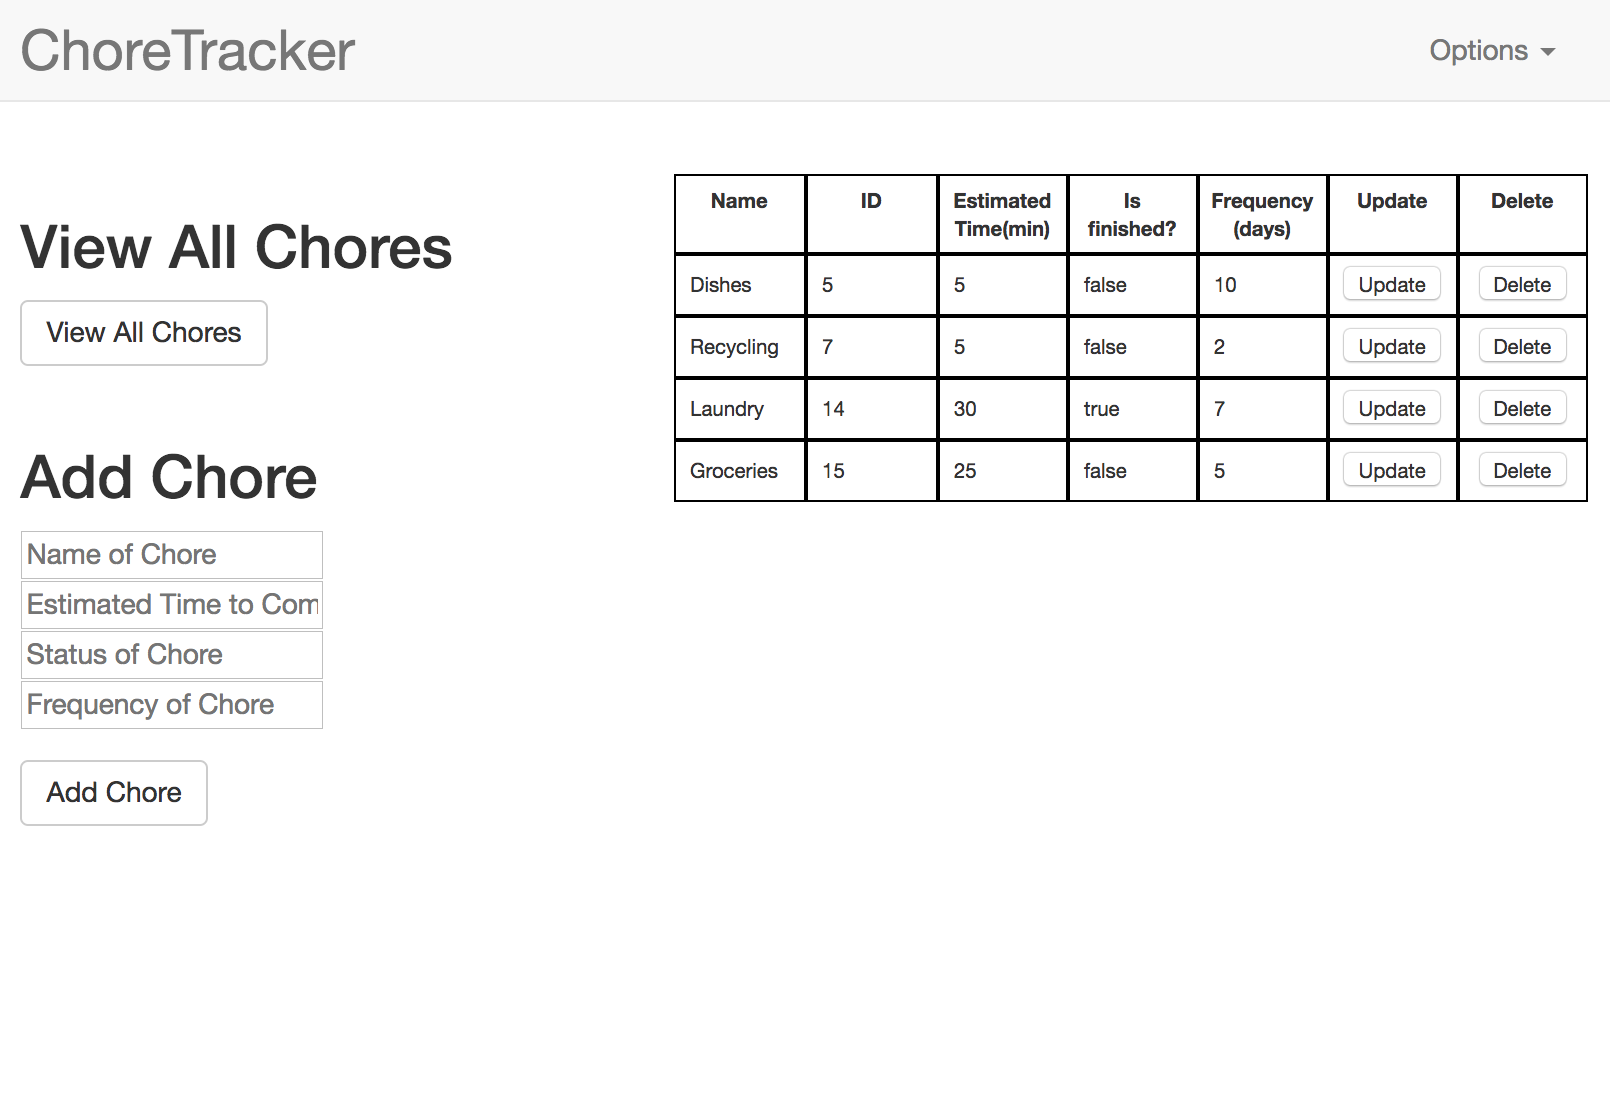 ChoreTracker
Options
View All Chores
View All Chores
Add Chore
Name of Chore
Estimated Time to Com
Status of Chore
Frequency of Chore
Add Chore
Name ID Estimated Time(min) Is finished? Frequency (days) Update Delete
Dishes 5 5 false 10 Update Delete
Recycling 7 5 false 2 Update Delete
Laundry 14 30 true 7 Update Delete
Groceries 15 25 false 5 Update Delete